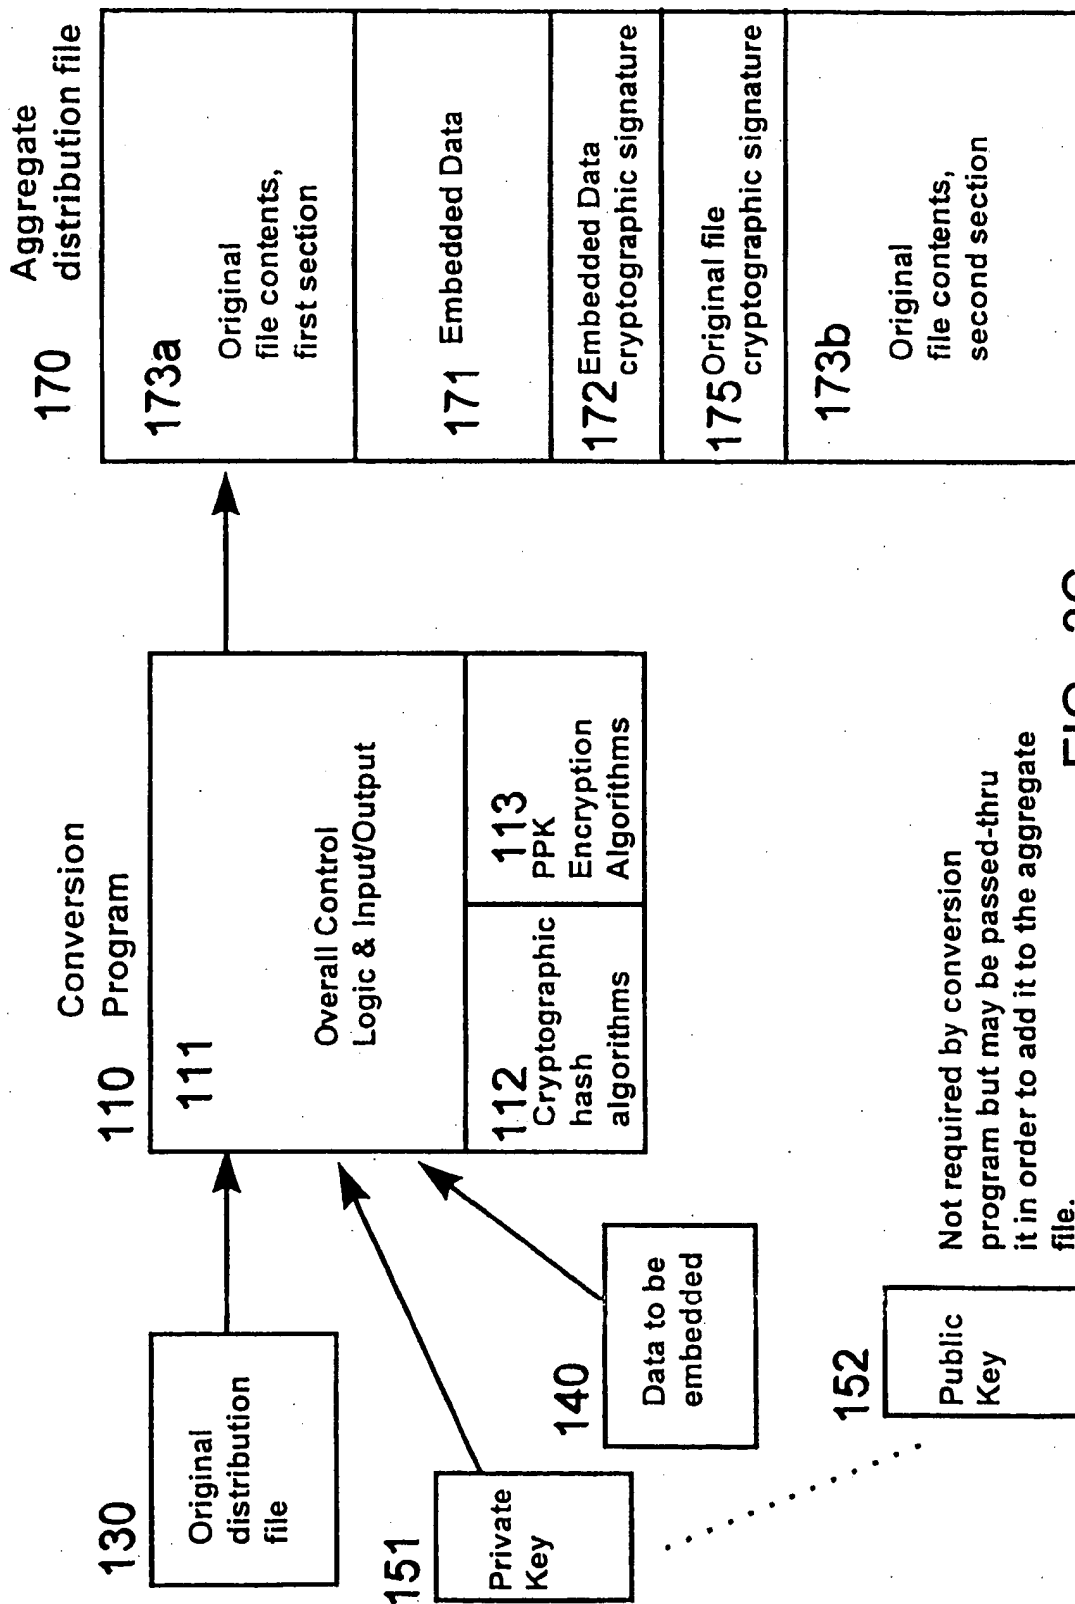 130
Original
distribution
file
151
Private
Key
140
Data to be
embedded
152
Public
Key
Not required by conversion
program but may be passed-thru
it in order to add it to the aggregate
file.
Conversion
110 Program
111
Overall Control
Logic & Input/Output
112
Cryptographic
hash
algorithms
113
PPK
Encryption
Algorithms
Aggregate
170 distribution file
173a
Original
file contents,
first section
171 Embedded Data
172 Embedded Data
cryptographic signature
175 Original file
cryptographic signature
173b
Original
file contents,
second section